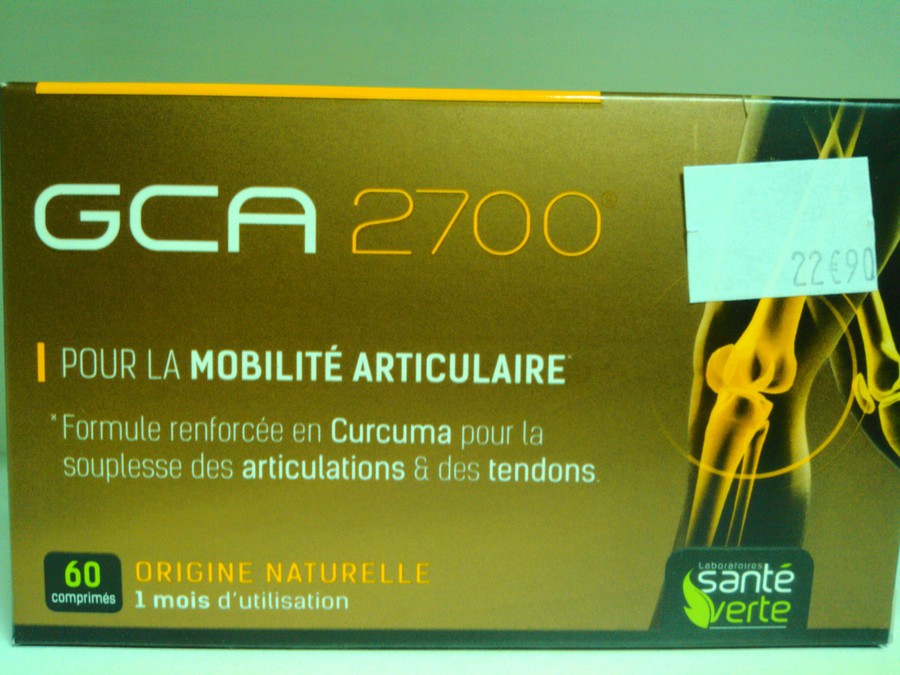 GCA 2700®
22€90
POUR LA MOBILITÉ ARTICULAIRE*
*Formule renforcée en Curcuma pour la
souplesse des articulations & des tendons.
60
comprimés
ORIGINE NATURELLE
1 mois d'utilisation
Laboratoires
santé
verte